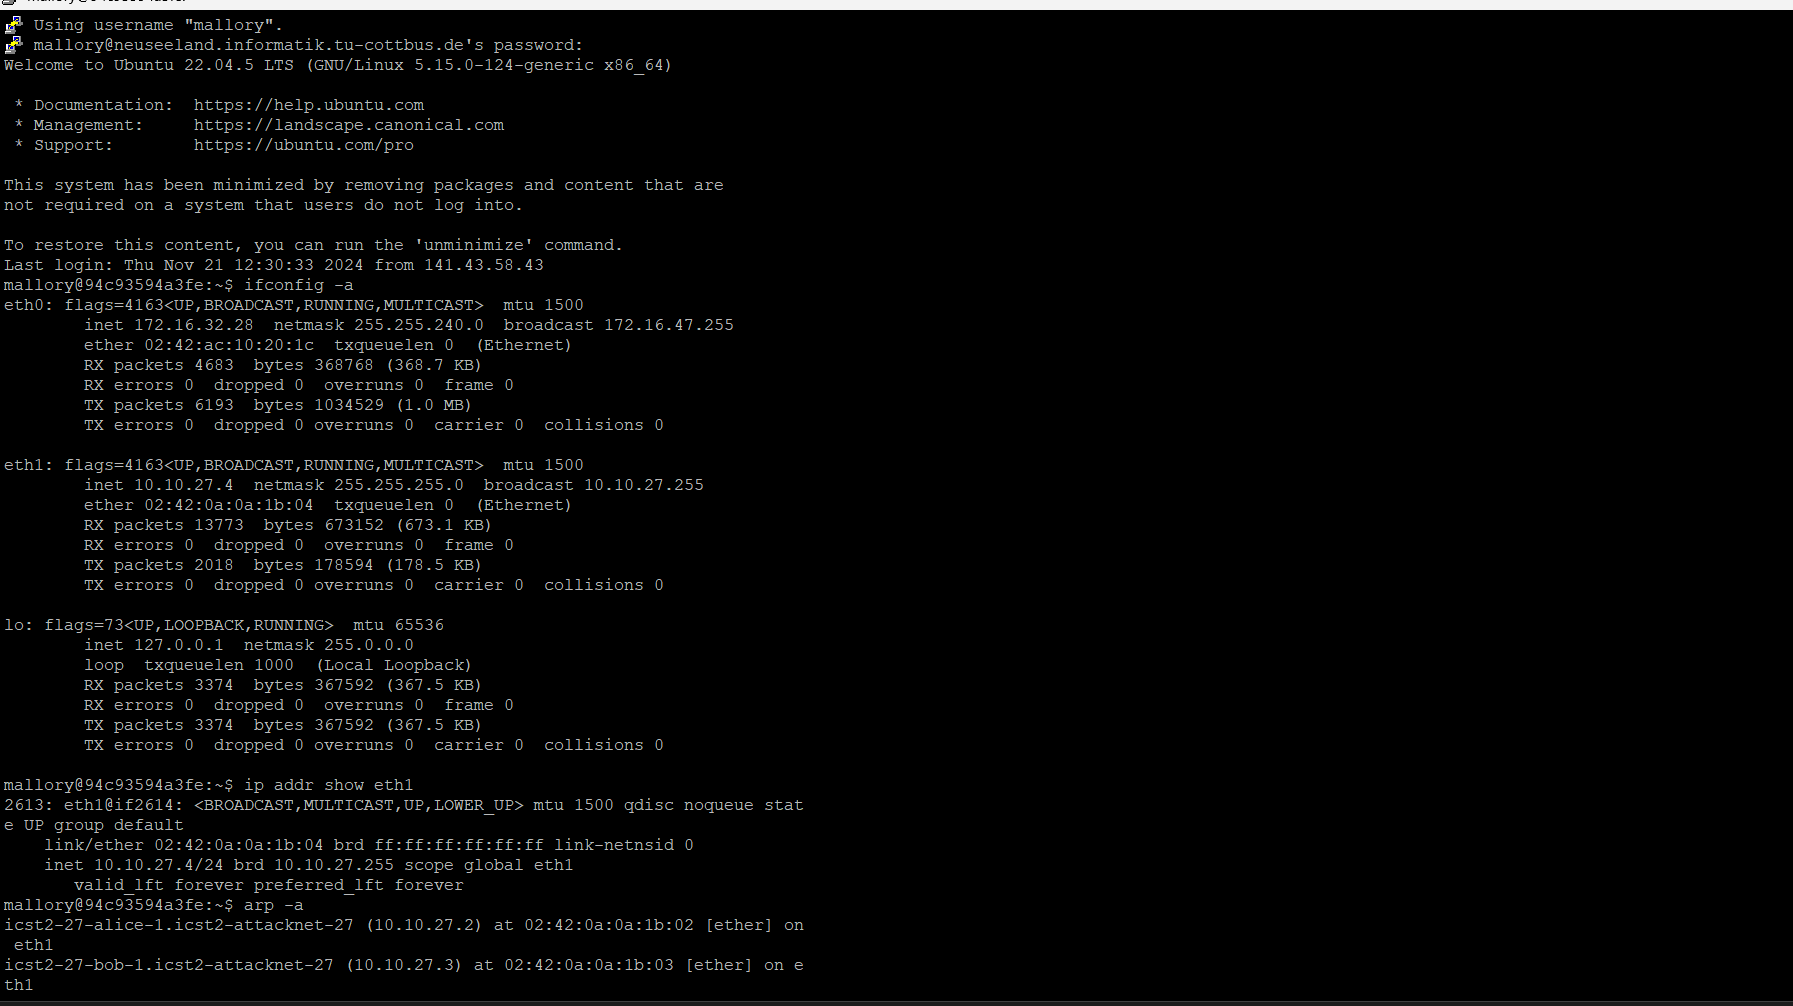 Using username "mallory".
mallory@neuseeland.informatik.tu-cottbus.de's password:
Welcome to Ubuntu 22.04.5 LTS (GNU/Linux 5.15.0-124-generic x86_64)
* Documentation:  https://help.ubuntu.com
* Management:     https://landscape.canonical.com
* Support:        https://ubuntu.com/pro
This system has been minimized by removing packages and content that are
not required on a system that users do not log into.
To restore this content, you can run the 'unminimize' command.
Last login: Thu Nov 21 12:30:33 2024 from 141.43.58.43
mallory@94c93594a3fe:~$ ifconfig -a
eth0: flags=4163<UP,BROADCAST,RUNNING,MULTICAST>  mtu 1500
inet 172.16.32.28  netmask 255.255.240.0  broadcast 172.16.47.255
ether 02:42:ac:10:20:1c  txqueuelen 0  (Ethernet)
RX packets 4683  bytes 368768 (368.7 KB)
RX errors 0  dropped 0  overruns 0  frame 0
TX packets 6193  bytes 1034529 (1.0 MB)
TX errors 0  dropped 0 overruns 0  carrier 0  collisions 0
eth1: flags=4163<UP,BROADCAST,RUNNING,MULTICAST>  mtu 1500
inet 10.10.27.4  netmask 255.255.255.0  broadcast 10.10.27.255
ether 02:42:0a:0a:1b:04  txqueuelen 0  (Ethernet)
RX packets 13773  bytes 673152 (673.1 KB)
RX errors 0  dropped 0  overruns 0  frame 0
TX packets 2018  bytes 178594 (178.5 KB)
TX errors 0  dropped 0 overruns 0  carrier 0  collisions 0
lo: flags=73<UP,LOOPBACK,RUNNING>  mtu 65536
inet 127.0.0.1  netmask 255.0.0.0
loop  txqueuelen 1000  (Local Loopback)
RX packets 3374  bytes 367592 (367.5 KB)
RX errors 0  dropped 0  overruns 0  frame 0
TX packets 3374  bytes 367592 (367.5 KB)
TX errors 0  dropped 0 overruns 0  carrier 0  collisions 0
mallory@94c93594a3fe:~$ ip addr show eth1
2613: eth1@if2614: <BROADCAST,MULTICAST,UP,LOWER_UP> mtu 1500 qdisc noqueue stat
e UP group default
link/ether 02:42:0a:0a:1b:04 brd ff:ff:ff:ff:ff:ff link-netnsid 0
inet 10.10.27.4/24 brd 10.10.27.255 scope global eth1
valid_lft forever preferred_lft forever
mallory@94c93594a3fe:~$ arp -a
icst2-27-alice-1.icst2-attacknet-27 (10.10.27.2) at 02:42:0a:0a:1b:02 [ether] on
eth1
icst2-27-bob-1.icst2-attacknet-27 (10.10.27.3) at 02:42:0a:0a:1b:03 [ether] on e
th1